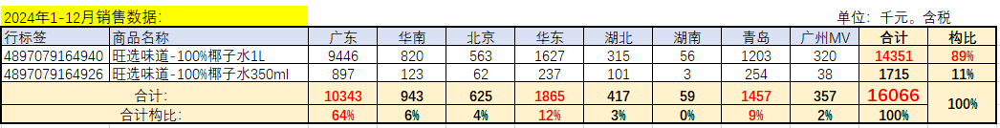 2024年1-12月销售数据： 单位：千元。含税
行标签 商品名称 广东 华南 北京 华东 湖北 湖南 青岛 广州MV 合计 构比
4897079164940 旺选味道-100%椰子水1L 9446 820 563 1627 315 56 1203 320 14351 89%
4897079164926 旺选味道-100%椰子水350ml 897 123 62 237 101 3 254 38 1715 11%
合计： 10343 943 625 1865 417 59 1457 357 16066 100%
合计构比： 64% 6% 4% 12% 3% 0% 9% 2% 100%